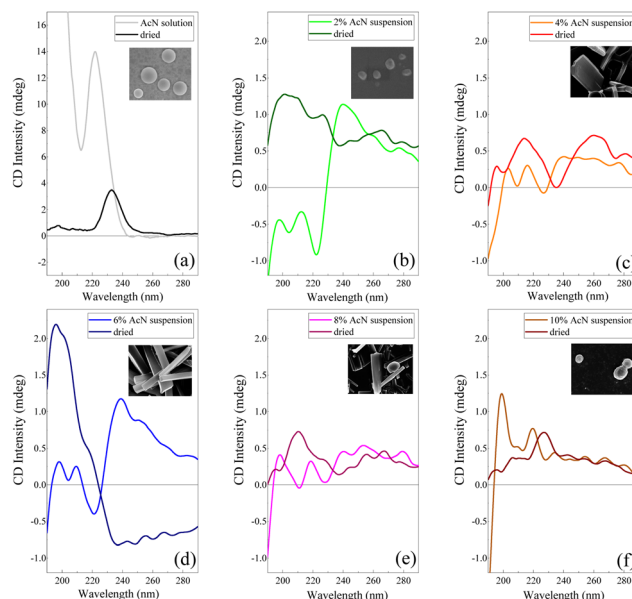 AcN solution
dried
16
14
12
10
8
6
4
2
0
-2
CD Intensity (mdeg)
200 220 240 260 280
Wavelength (nm)
(a)
2% AcN suspension
dried
2.0
1.5
1.0
0.5
0.0
-0.5
-1.0
CD Intensity (mdeg)
200 220 240 260 280
Wavelength (nm)
(b)
4% AcN suspension
dried
2.0
1.5
1.0
0.5
0.0
-0.5
-1.0
CD Intensity (mdeg)
200 220 240 260 280
Wavelength (nm)
(c)
6% AcN suspension
dried
2.0
1.5
1.0
0.5
0.0
-0.5
-1.0
CD Intensity (mdeg)
200 220 240 260 280
Wavelength (nm)
(d)
8% AcN suspension
dried
2.0
1.5
1.0
0.5
0.0
-0.5
-1.0
CD Intensity (mdeg)
200 220 240 260 280
Wavelength (nm)
(e)
10% AcN suspension
dried
2.0
1.5
1.0
0.5
0.0
-0.5
-1.0
CD Intensity (mdeg)
200 220 240 260 280
Wavelength (nm)
(f)